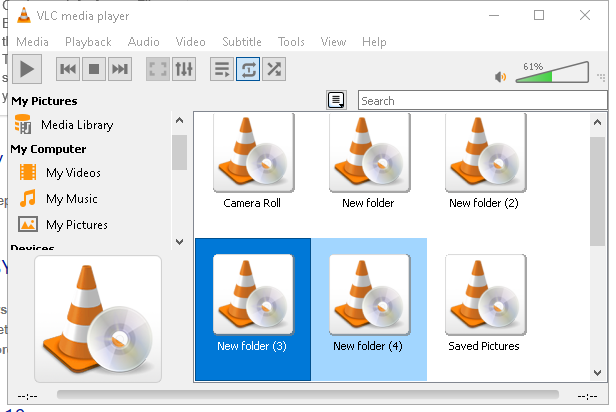 VLC media player
Media Playback Audio Video Subtitle Tools View Help
61%
My Pictures
Search
Media Library
My Computer
My Videos
My Music
My Pictures
Devices
Camera Roll
New folder
New folder (2)
New folder (3)
New folder (4)
Saved Pictures
--:--
--:--